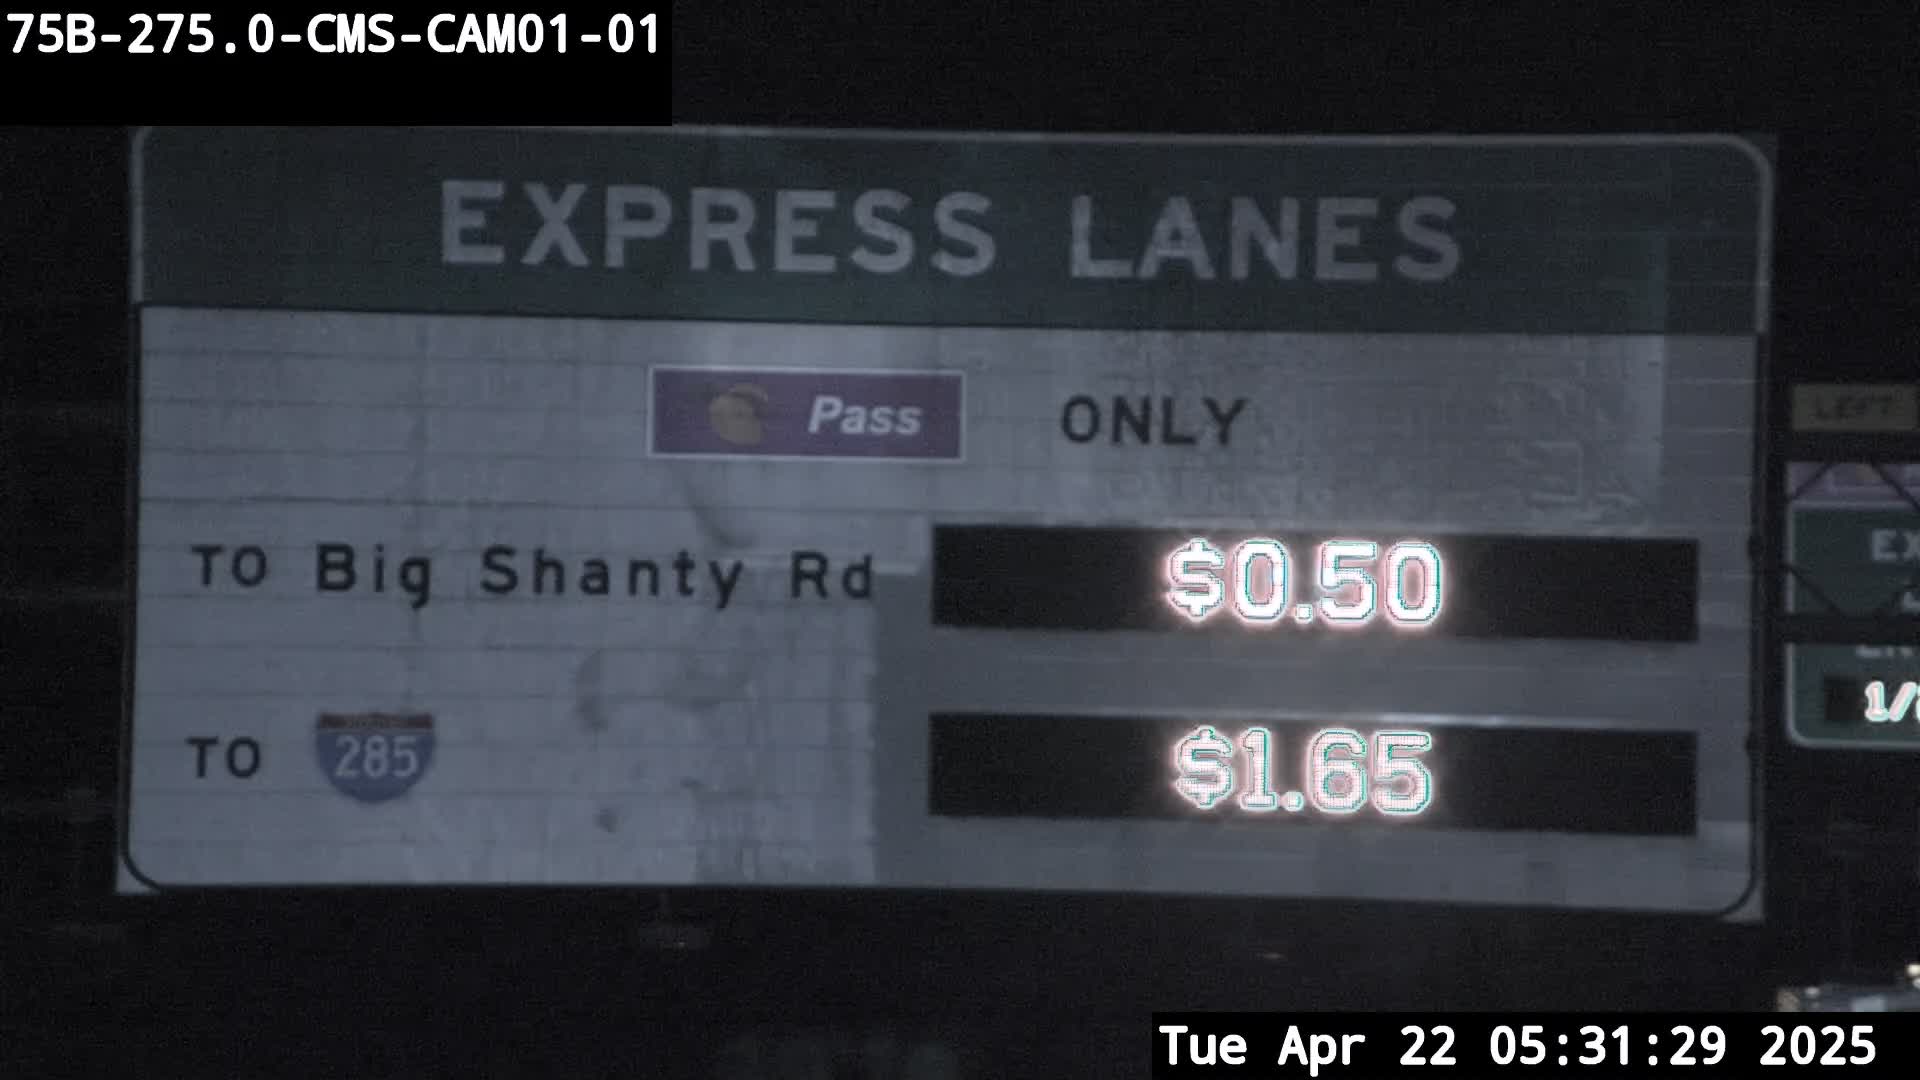 75B-275.0-CMS-CAM01-01
EXPRESS LANES
Pass ONLY
TO Big Shanty Rd $0.50
TO 285 $1.65
LEFT
Tue Apr 22 05:31:29 2025